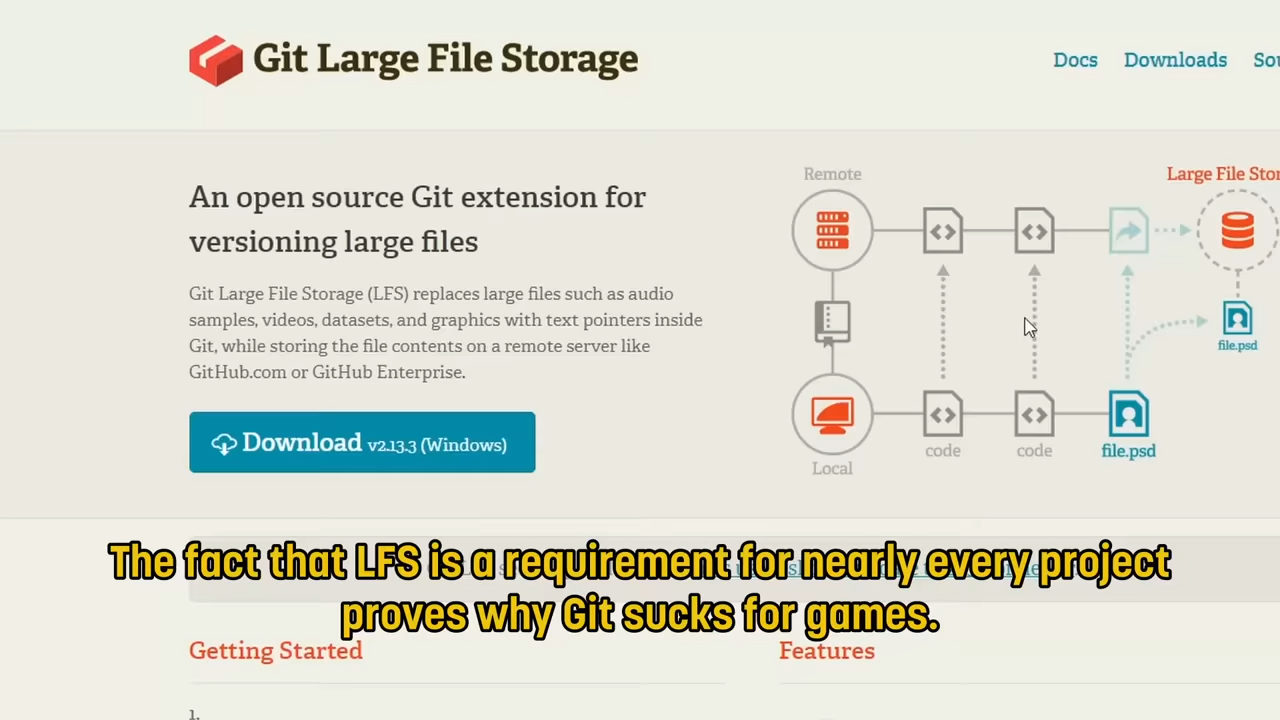 Git Large File Storage
Docs Downloads
Remote
Large File Stor
An open source Git extension for
versioning large files
Git Large File Storage (LFS) replaces large files such as audio
samples, videos, datasets, and graphics with text pointers inside
Git, while storing the file contents on a remote server like
GitHub.com or GitHub Enterprise.
file.psd
Download v2.13.3 (Windows)
code
code
file.psd
Local
The fact that LFS is a requirement for nearly every project
proves why Git sucks for games.
Getting Started
Features
1.